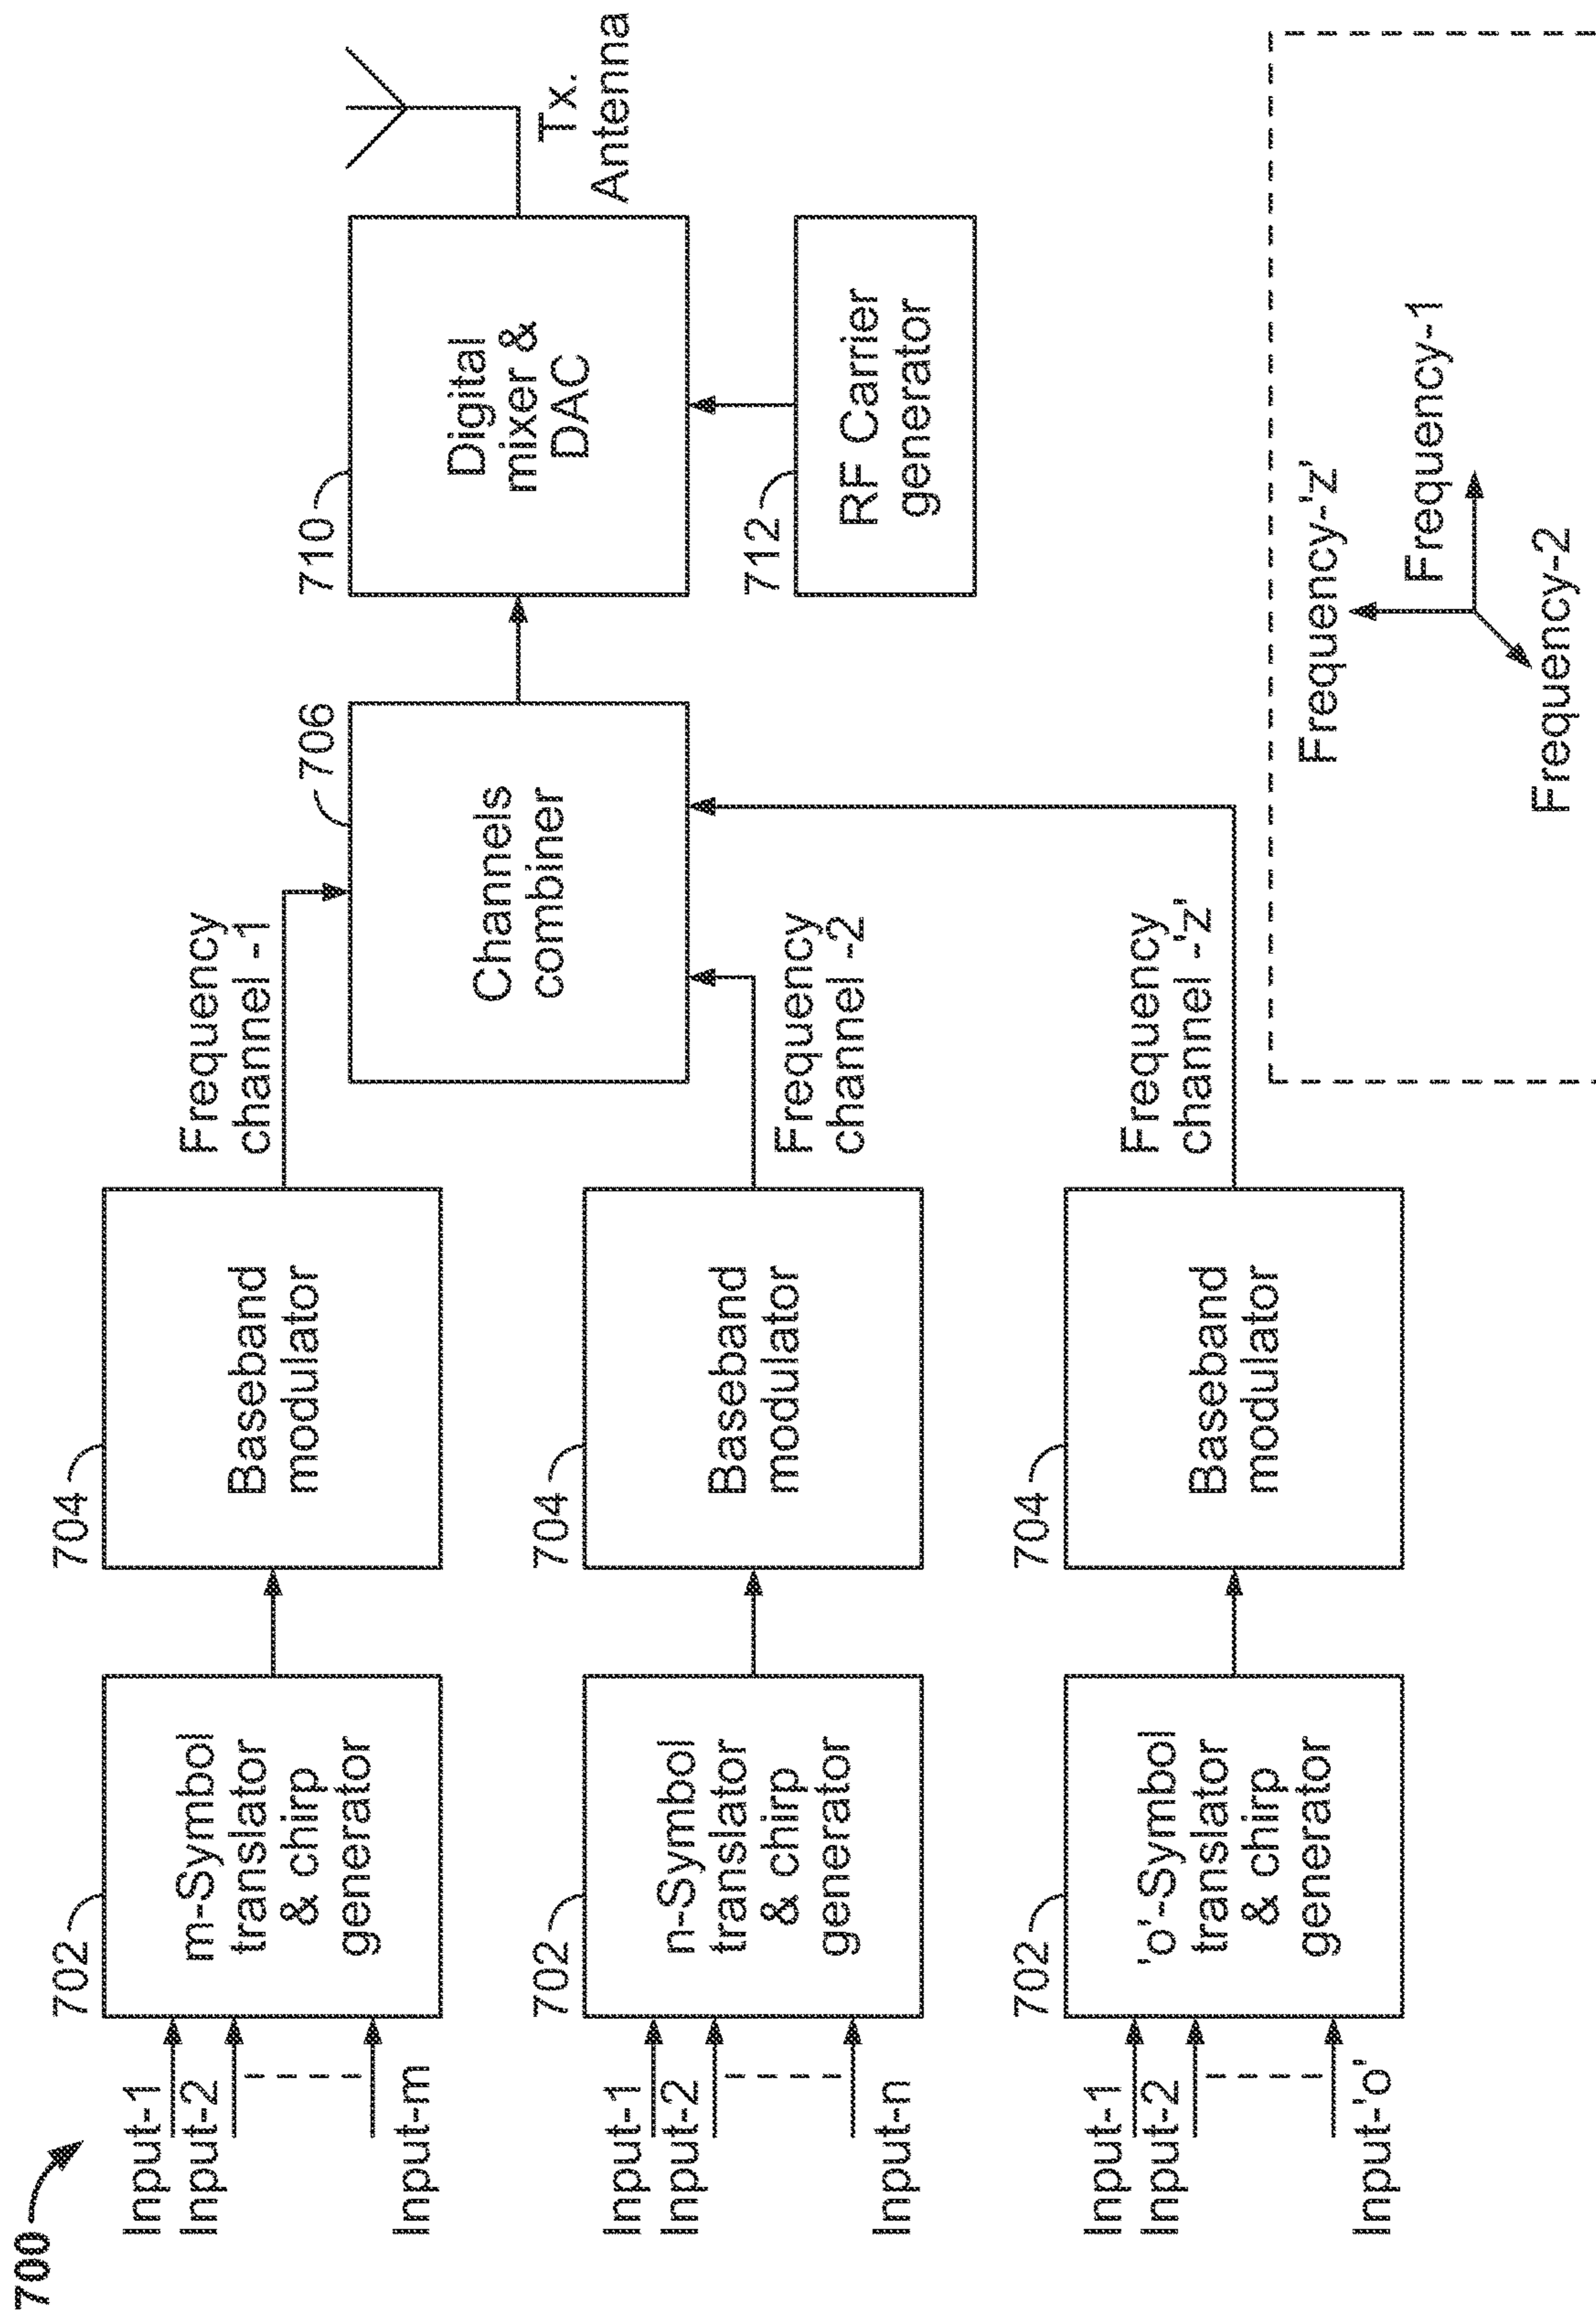 700
Input-1
Input-2
Input-m
702
m-Symbol
translator
& chirp
generator
704
Baseband
modulator
Frequency
channel -1
Input-1
Input-2
Input-n
702
n-Symbol
translator
& chirp
generator
704
Baseband
modulator
Frequency
channel -2
Input-1
Input-2
Input-'o'
702
'o'-Symbol
translator
& chirp
generator
704
Baseband
modulator
Frequency
channel -'z'
706
Channels
combiner
710
Digital
mixer &
DAC
712
RF Carrier
generator
Tx.
Antenna
Frequency-'z'
Frequency-1
Frequency-2